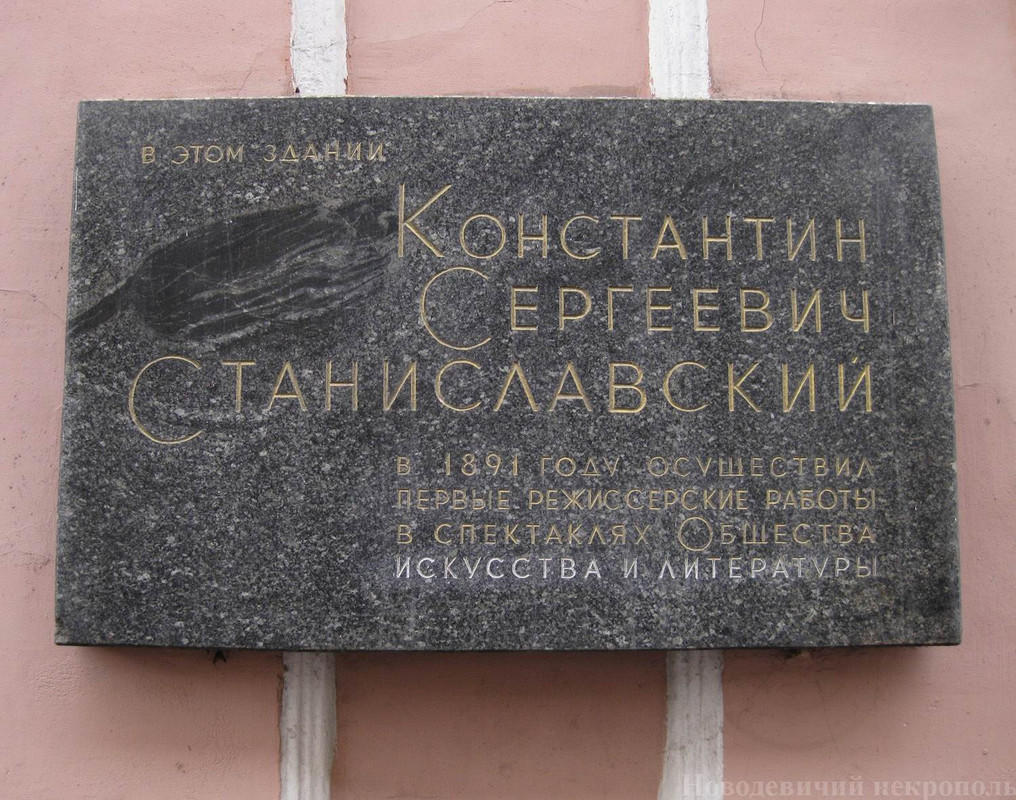 В ЭТОМ ЗДАНИИ
КОНСТАНТИН
СЕРГЕЕВИЧ
СТАНИСЛАВСКИЙ
В 1891 ГОДУ ОСУЩЕСТВИЛ
ПЕРВЫЕ РЕЖИССЕРСКИЕ РАБОТЫ
В СПЕКТАКЛЯХ ОБЩЕСТВА
ИСКУССТВА И ЛИТЕРАТУРЫ
Новодевичий некрополь